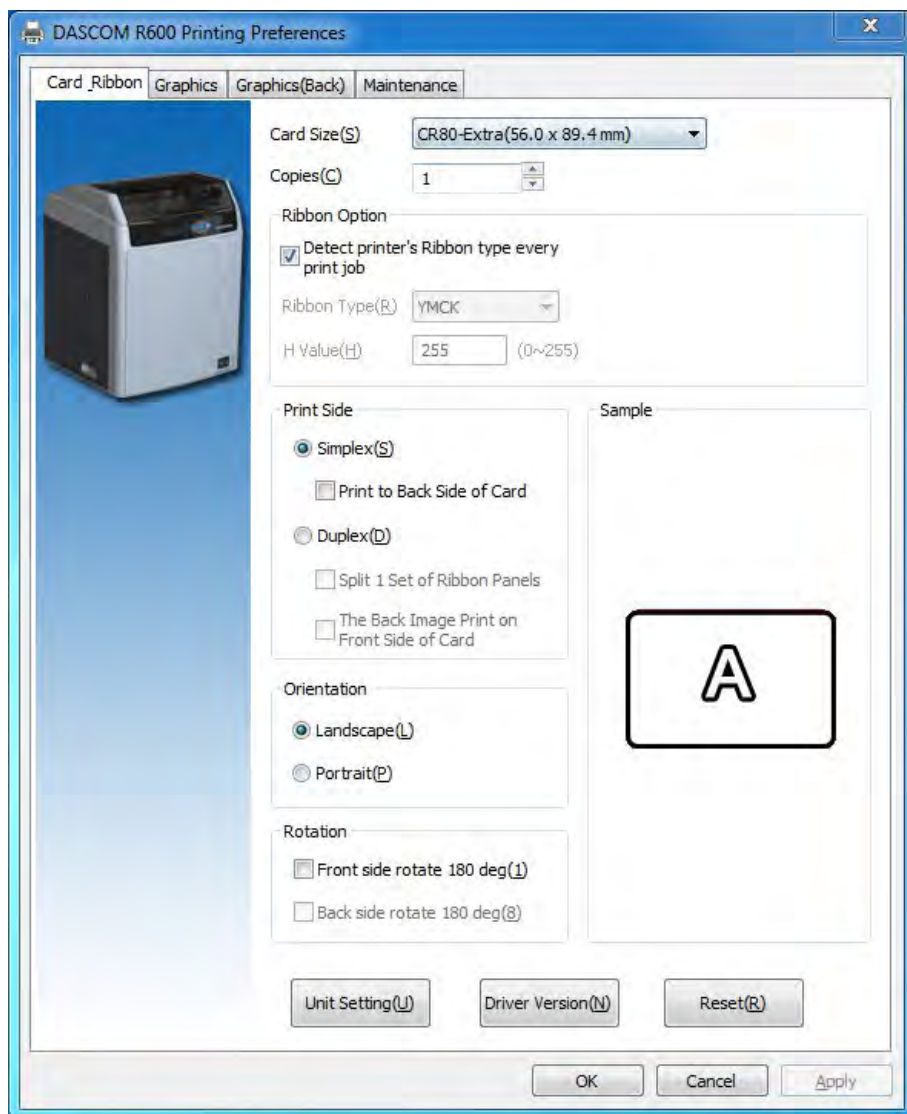 DASCOM R600 Printing Preferences
Card_Ribbon Graphics Graphics(Back) Maintenance
Card Size(S) CR80-Extra(56.0 x 89.4 mm)
Copies(C) 1
Ribbon Option
Detect printer's Ribbon type every
print job
Ribbon Type(R) YMCK
H Value(H) 255 (0~255)
Print Side
Simplex(S)
Print to Back Side of Card
Duplex(D)
Split 1 Set of Ribbon Panels
The Back Image Print on
Front Side of Card
Sample
A
Orientation
Landscape(L)
Portrait(P)
Rotation
Front side rotate 180 deg(1)
Back side rotate 180 deg(8)
Unit Setting(U) Driver Version(N) Reset(R)
OK Cancel Apply